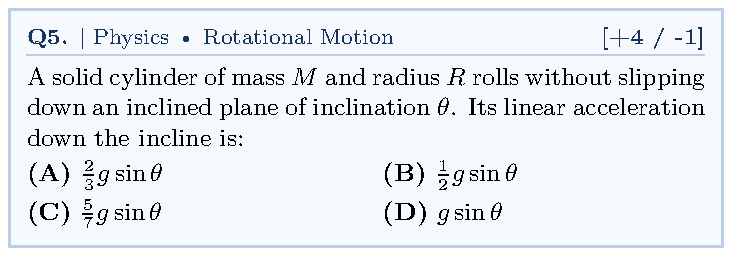 Q5. | Physics • Rotational Motion [+4 / -1]
A solid cylinder of mass M and radius R rolls without slipping
down an inclined plane of inclination θ. Its linear acceleration
down the incline is:
(A) 2/3 g sin θ (B) 1/2 g sin θ
(C) 5/7 g sin θ (D) g sin θ